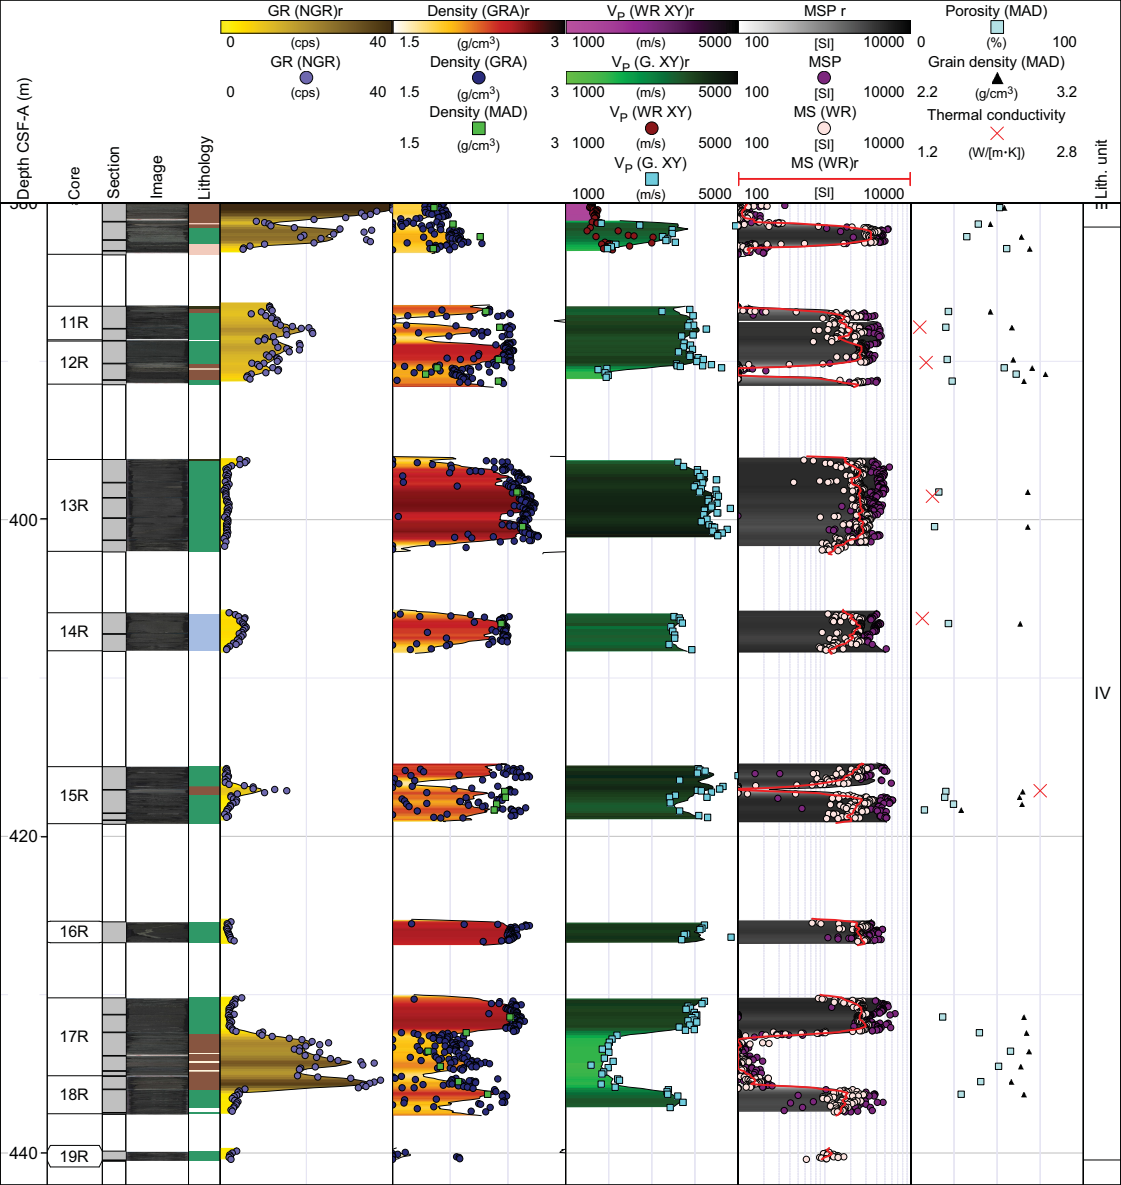 GR (NGR)r
Density (GRA)r
VP (WR XY)r
MSP r
Porosity (MAD)
0 (cps) 40
1.5 (g/cm3) 3
1000 (m/s) 5000
100 [SI] 10000
0 (%) 100
GR (NGR)
Density (GRA)
VP (G. XY)r
MSP
Grain density (MAD)
0 (cps) 40
1.5 (g/cm3) 3
1000 (m/s) 5000
100 [SI] 10000
2.2 (g/cm3) 3.2
Density (MAD)
VP (WR XY)
MS (WR)
Thermal conductivity
1.5 (g/cm3) 3
1000 (m/s) 5000
100 [SI] 10000
1.2 (W/[m•K]) 2.8
VP (G. XY)
MS (WR)r
1000 (m/s) 5000
100 [SI] 10000
Depth CSF-A (m)
Core
Section
Image
Lithology
Lith. unit
380
11R
12R
13R
400
14R
IV
15R
420
16R
17R
18R
440
19R